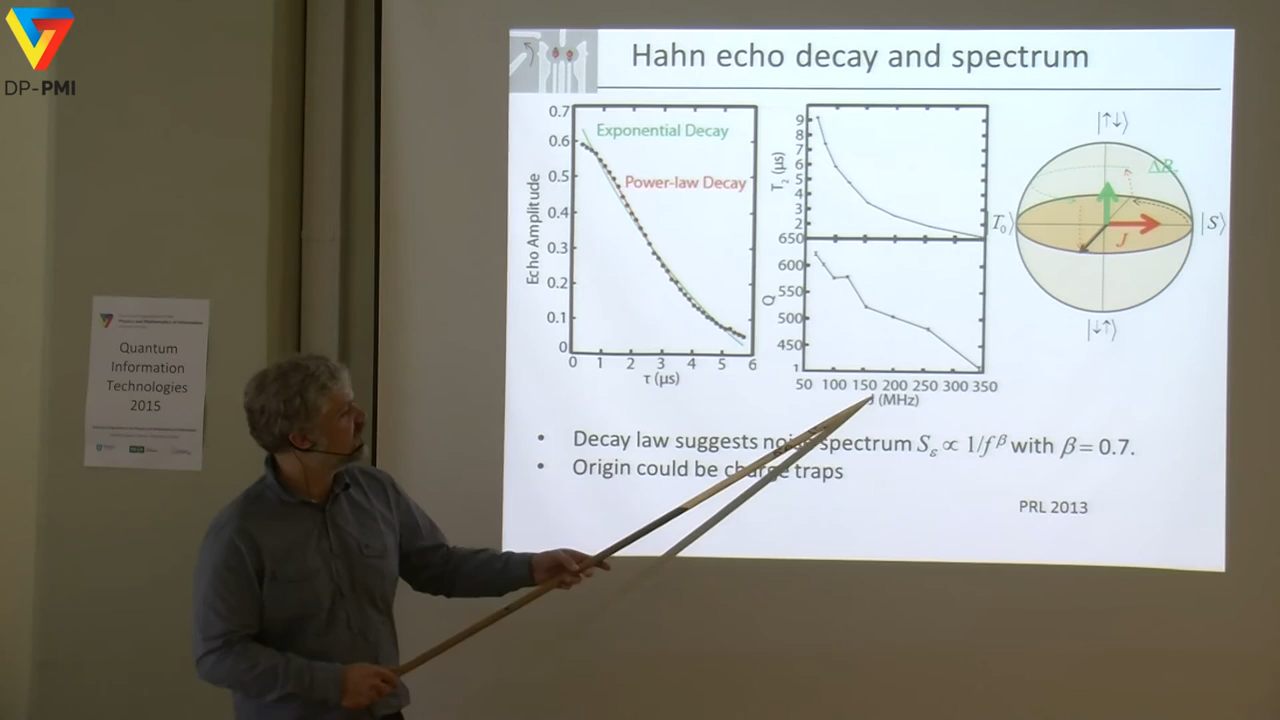 DP-PMI
Hahn echo decay and spectrum
0.7
0.6
0.5
0.4
0.3
0.2
0.1
0
Echo Amplitude
Exponential Decay
Power-law Decay
0 1 2 3 4 5 6
τ (μs)
9
8
7
6
5
4
3
2
T₂ (μs)
650
600
550
500
450
1
Q
50 100 150 200 250 300 350
J (MHz)
|↑↓⟩
ΔB
T₀⟩
|S⟩
J
|↓↑⟩
• Decay law suggests noise spectrum Sε ∝ 1/f^β with β = 0.7.
• Origin could be charge traps
PRL 2013
Quantum
Information
Technologies
2015